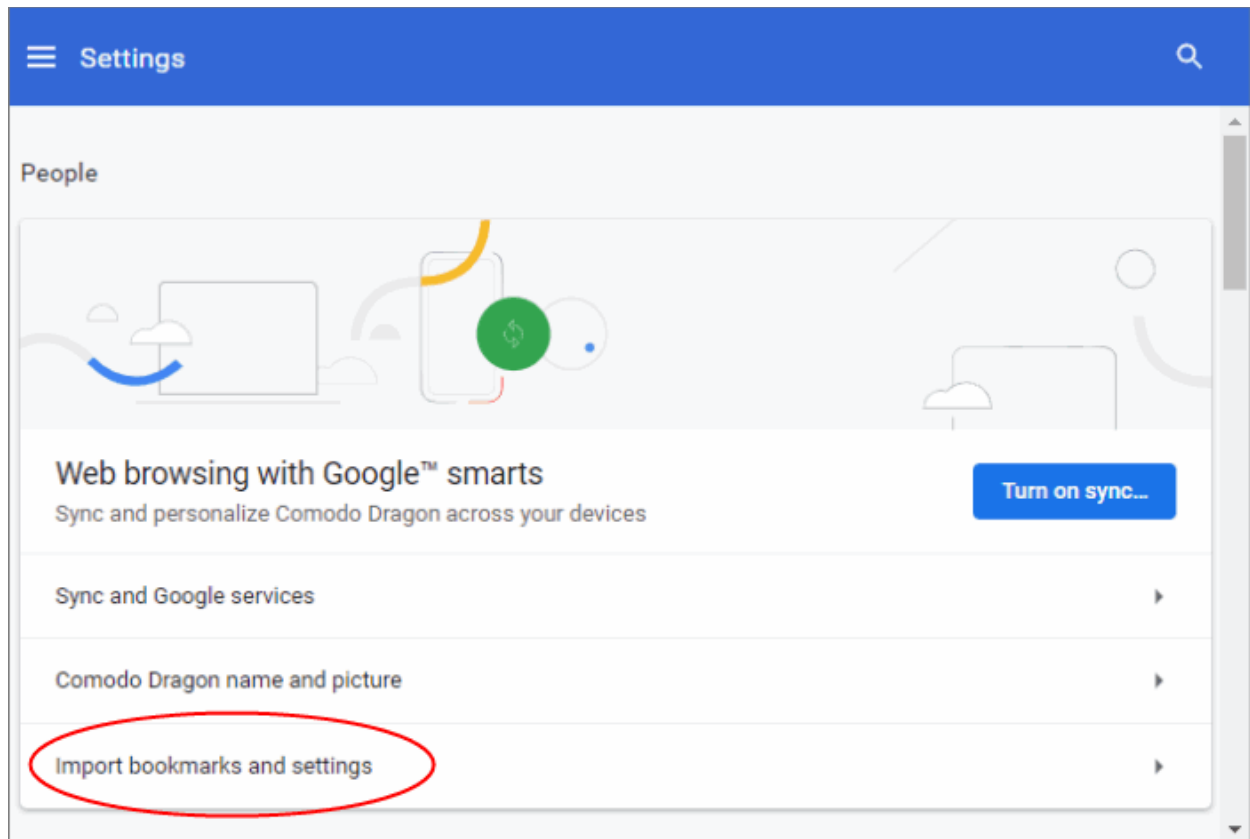 Settings
People
Web browsing with Google™ smarts
Sync and personalize Comodo Dragon across your devices
Turn on sync...
Sync and Google services
Comodo Dragon name and picture
Import bookmarks and settings